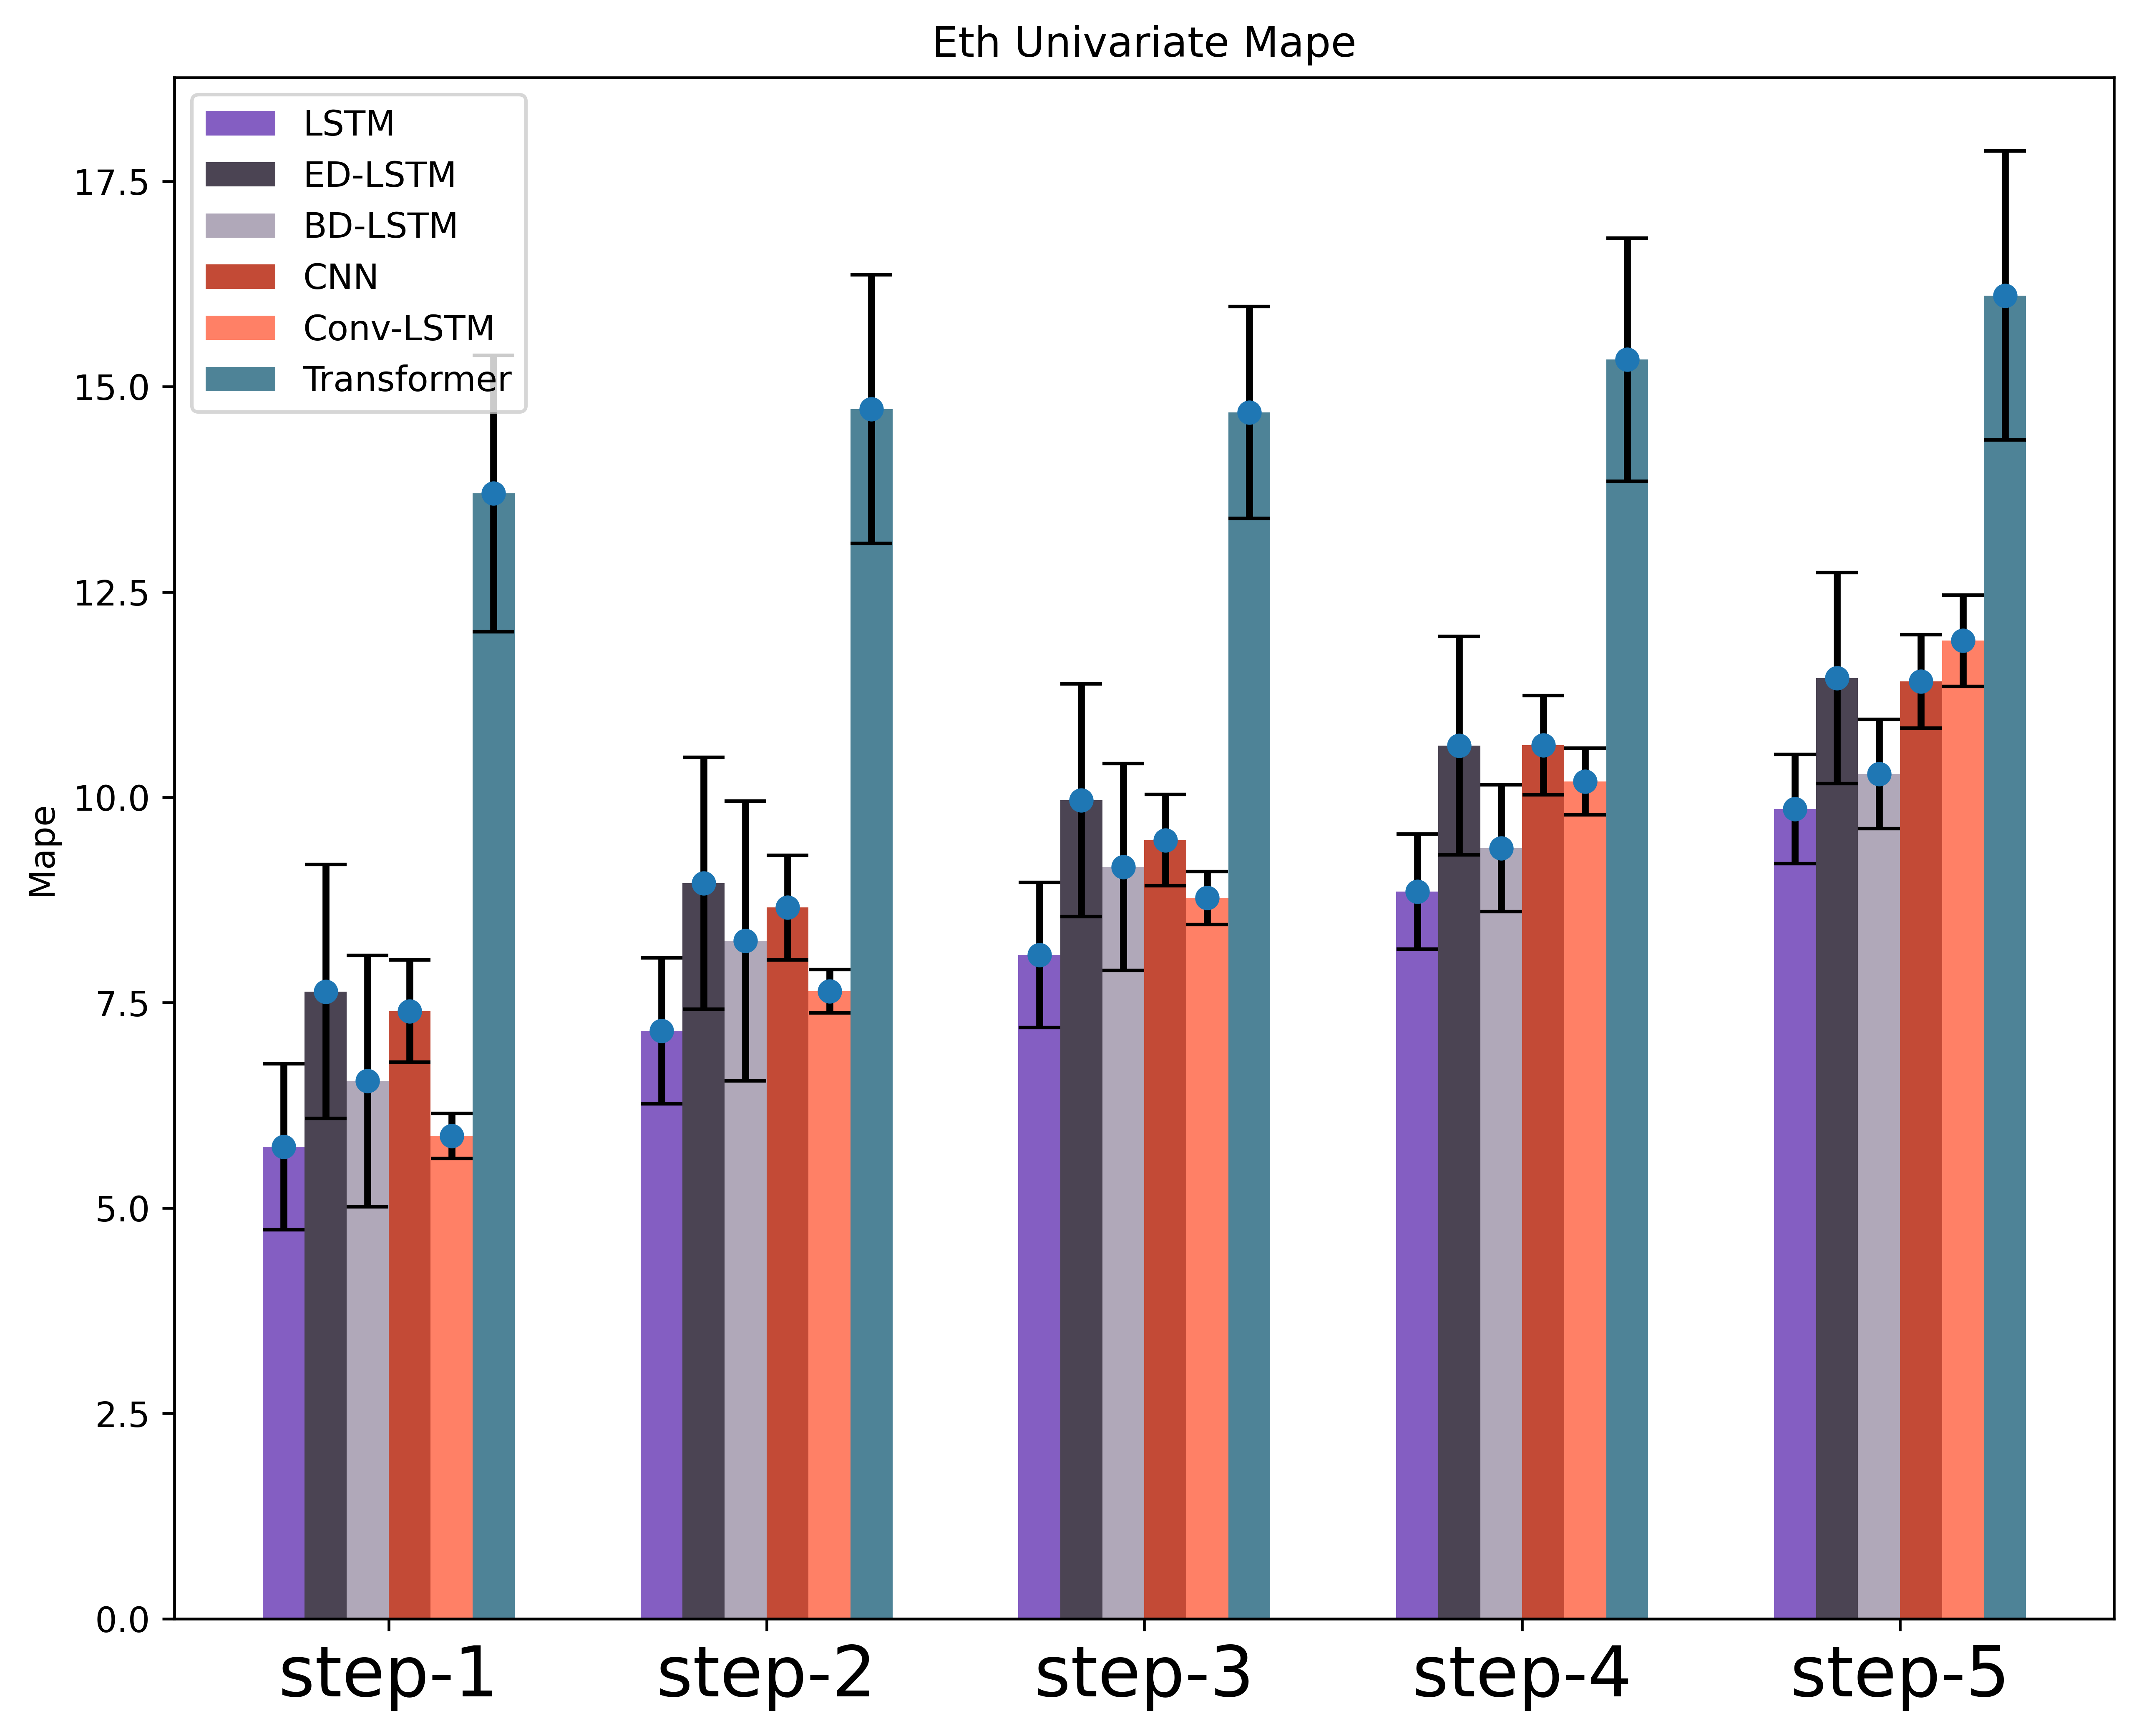 Eth Univariate Mape
LSTM
ED-LSTM
BD-LSTM
CNN
Conv-LSTM
Transformer
Mape
17.5
15.0
12.5
10.0
7.5
5.0
2.5
0.0
step-1
step-2
step-3
step-4
step-5